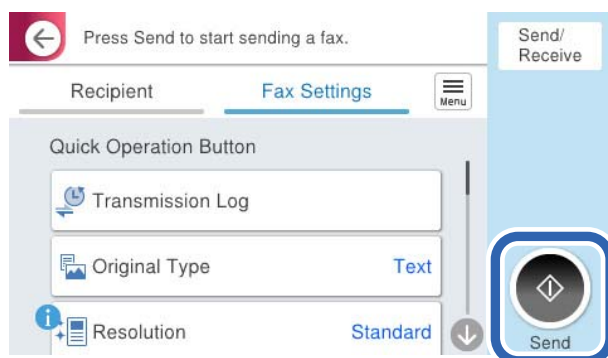 Press Send to start sending a fax.
Send/
Receive
Recipient
Fax Settings
Menu
Quick Operation Button
Transmission Log
Original Type
Text
Resolution
Standard
Send